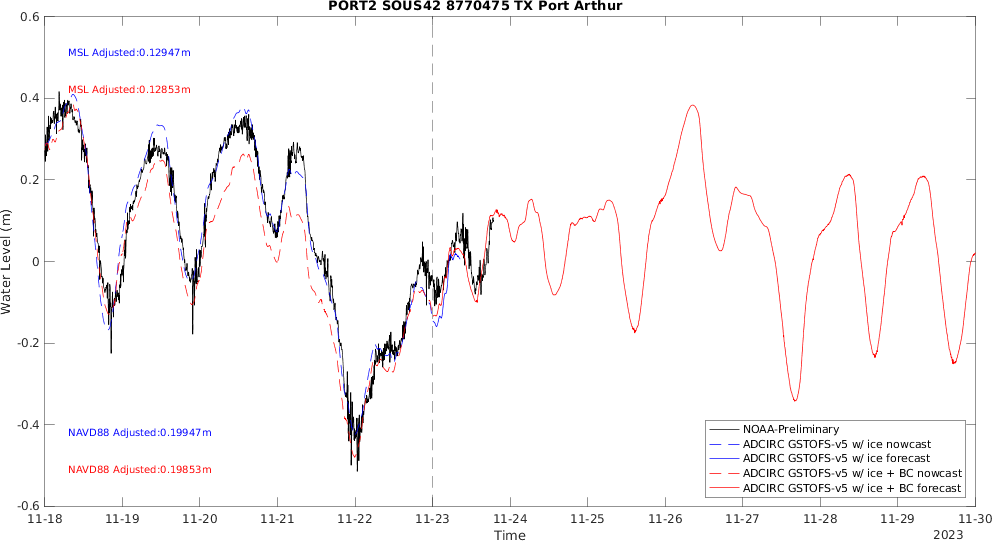 PORT2 SOUS42 8770475 TX Port Arthur
0.6
0.4
0.2
0
-0.2
-0.4
-0.6
Water Level (m)
MSL Adjusted:0.12947m
MSL Adjusted:0.12853m
NAVD88 Adjusted:0.19947m
NAVD88 Adjusted:0.19853m
NOAA-Preliminary
ADCIRC GSTOFS-v5 w/ ice nowcast
ADCIRC GSTOFS-v5 w/ ice forecast
ADCIRC GSTOFS-v5 w/ ice + BC nowcast
ADCIRC GSTOFS-v5 w/ ice + BC forecast
11-18 11-19 11-20 11-21 11-22 11-23 11-24 11-25 11-26 11-27 11-28 11-29 11-30
Time
2023